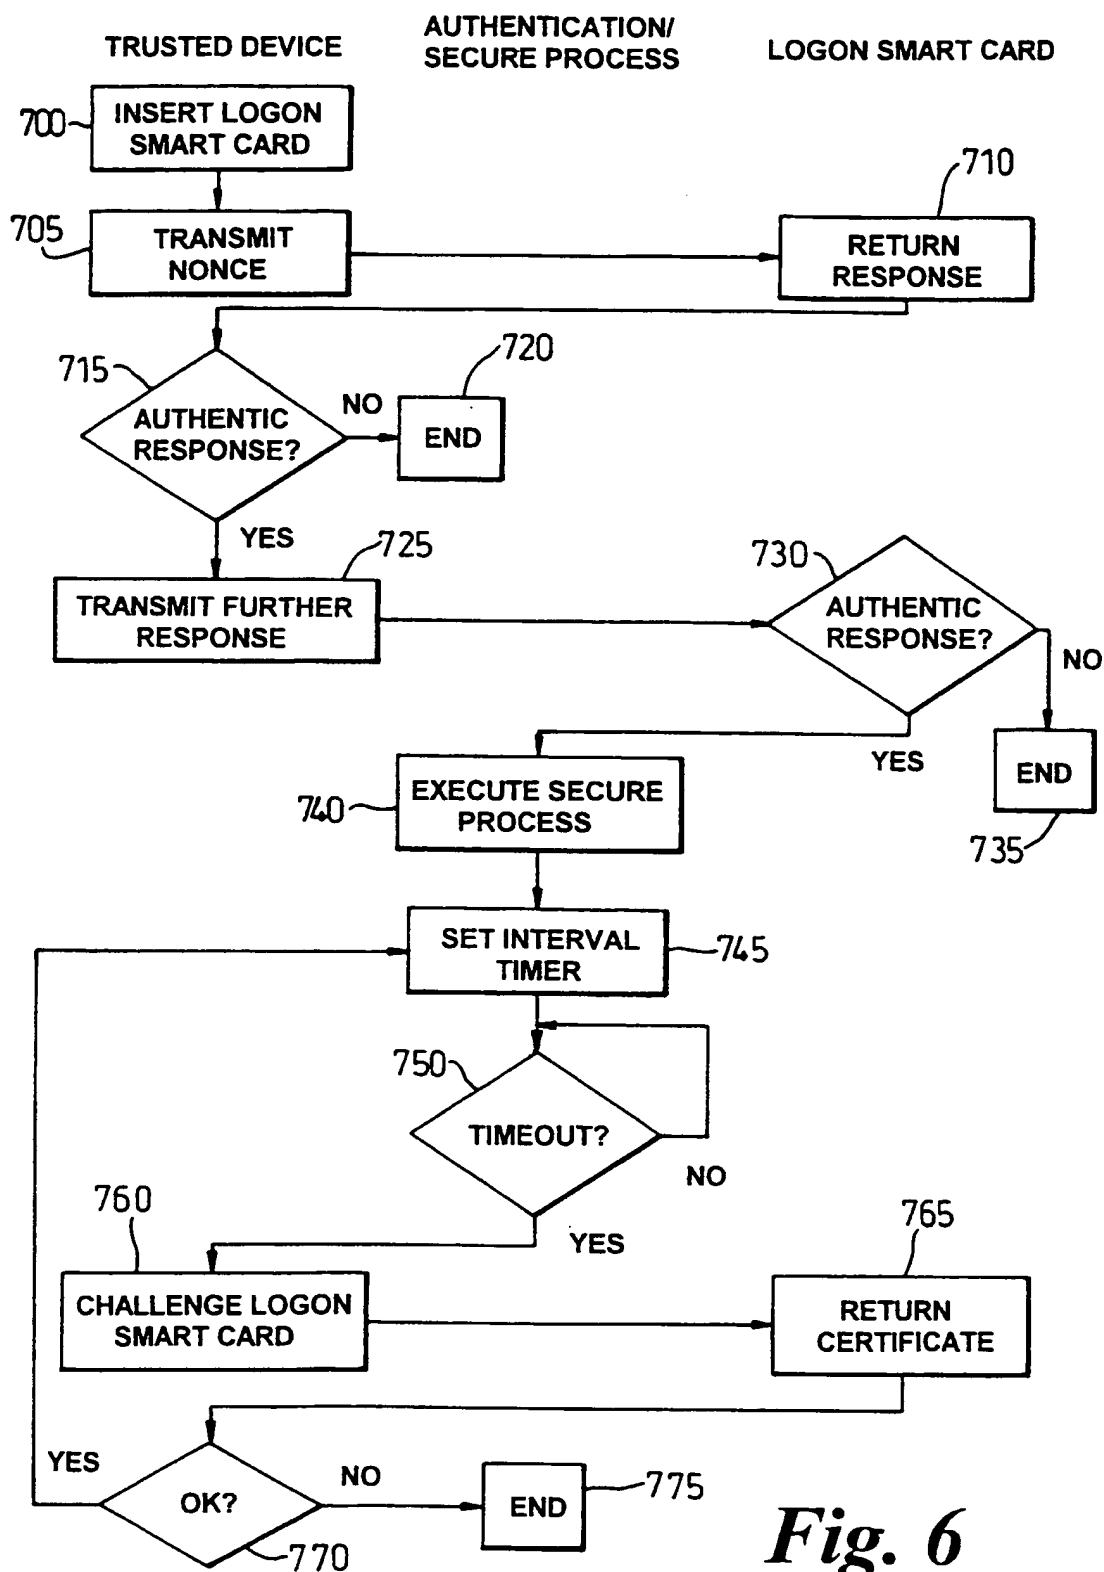 TRUSTED DEVICE
AUTHENTICATION/
SECURE PROCESS
LOGON SMART CARD
700
INSERT LOGON
SMART CARD
705
TRANSMIT
NONCE
710
RETURN
RESPONSE
715
AUTHENTIC
RESPONSE?
NO
720
END
YES
725
TRANSMIT FURTHER
RESPONSE
730
AUTHENTIC
RESPONSE?
NO
YES
END
735
740
EXECUTE SECURE
PROCESS
SET INTERVAL
TIMER
745
750
TIMEOUT?
NO
YES
760
CHALLENGE LOGON
SMART CARD
765
RETURN
CERTIFICATE
YES
OK?
NO
770
END
775
Fig. 6